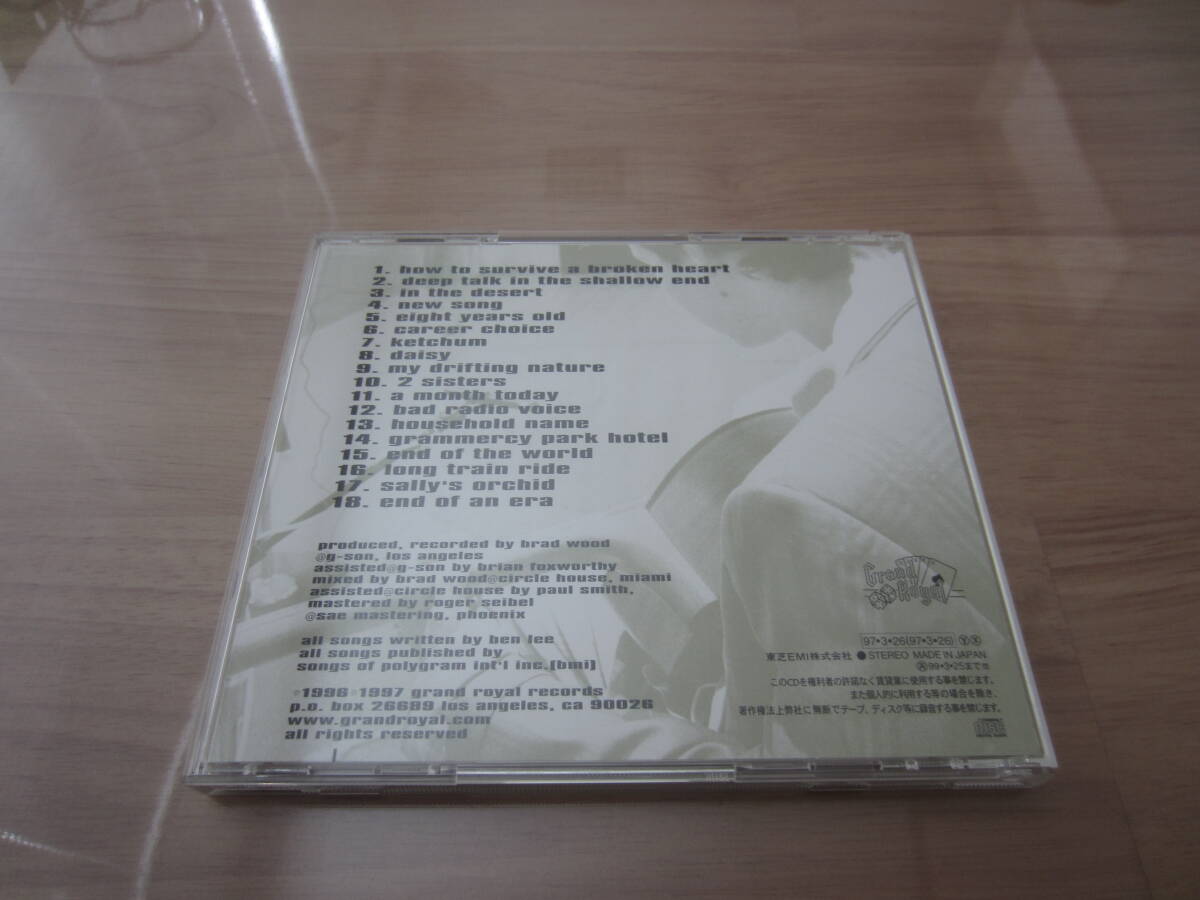 1. how to survive a broken heart
2. deep talk in the shallow end
3. in the desert
4. new song
5. eight years old
6. career choice
7. ketchum
8. daisy
9. my drifting nature
10. 2 sisters
11. a month today
12. bad radio voice
13. household name
14. grammercy park hotel
15. end of the world
16. long train ride
17. sally's orchid
18. end of an era
produced, recorded by brad wood
@g-son, los angeles
assisted@g-son by brian foxworthy
mixed by brad wood@circle house, miami
assisted@circle house by paul smith,
mastered by roger seibel
@sae mastering, phoenix
all songs written by ben lee
all songs published by
songs of polygram int'l inc.(bmi)
1996 1997 grand royal records
p.o. box 26689 los angeles, ca 90026
www.grandroyal.com
all rights reserved
Grand Royal
97•3•26(97•3•26) Ⓨ Ⓧ
東芝EMI株式会社 ● STEREO MADE IN JAPAN
99•3•25まで
このCDを権利者の許諾なく賃貸業に使用する事を禁じます。
また個人的に利用する等の場合を除き、
著作権法上弊社に無断でテープ、ディスク等に録音する事を禁じます。
disc